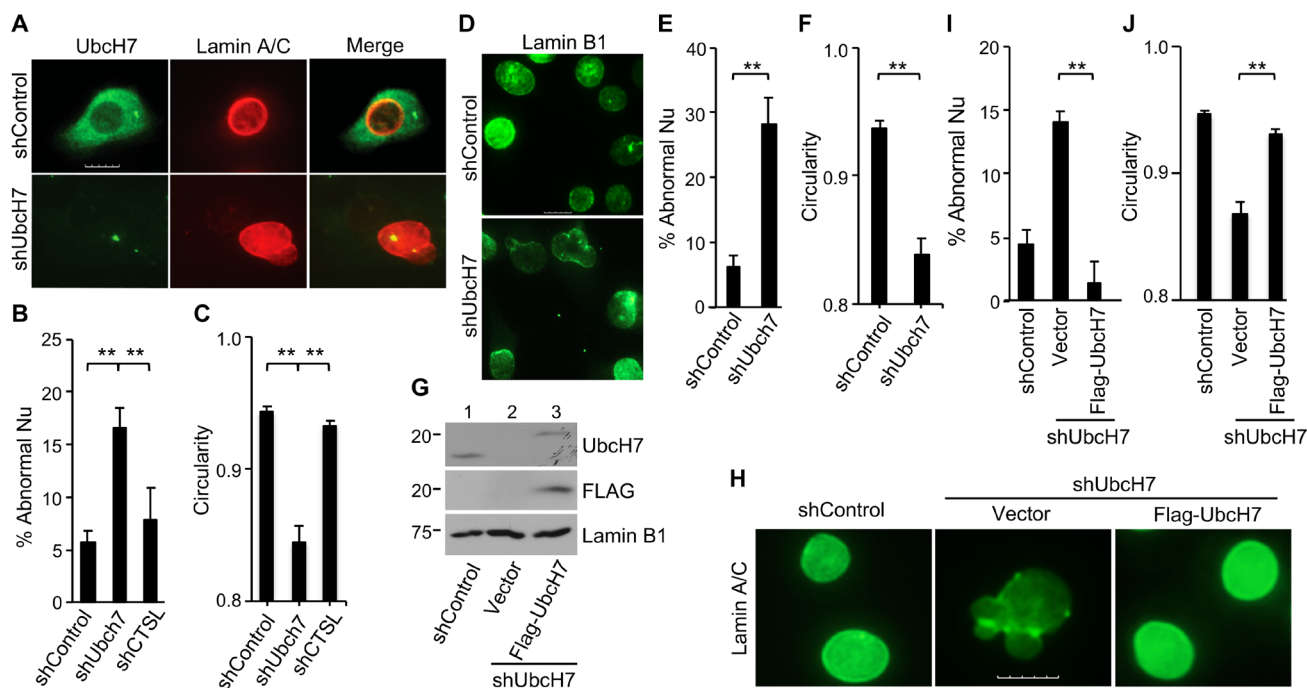 A
UbcH7
Lamin A/C
Merge
shControl
shUbcH7
B
% Abnormal Nu
25
20
15
10
5
0
** **
shControl
shUbch7
shCTSL
C
Circularity
1.0
0.9
0.8
** **
shControl
shUbch7
shCTSL
D
Lamin B1
shControl
shUbcH7
E
% Abnormal Nu
40
30
20
10
0
**
shControl
shUbch7
F
Circularity
1.0
0.9
0.8
**
shControl
shUbch7
G
1 2 3
20
UbcH7
20
FLAG
75
Lamin B1
shControl
Vector
Flag-UbcH7
shUbcH7
I
% Abnormal Nu
20
15
10
5
0
**
shControl
Vector
Flag-UbcH7
shUbcH7
J
Circularity
1.0
0.9
0.8
**
shControl
Vector
Flag-UbcH7
shUbcH7
H
shUbcH7
shControl
Vector
Flag-UbcH7
Lamin A/C